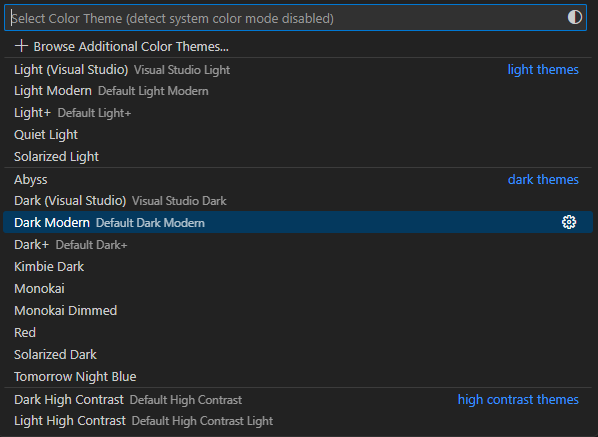 Select Color Theme (detect system color mode disabled)
+ Browse Additional Color Themes...
Light (Visual Studio) Visual Studio Light light themes
Light Modern Default Light Modern
Light+ Default Light+
Quiet Light
Solarized Light
Abyss dark themes
Dark (Visual Studio) Visual Studio Dark
Dark Modern Default Dark Modern
Dark+ Default Dark+
Kimbie Dark
Monokai
Monokai Dimmed
Red
Solarized Dark
Tomorrow Night Blue
Dark High Contrast Default High Contrast high contrast themes
Light High Contrast Default High Contrast Light